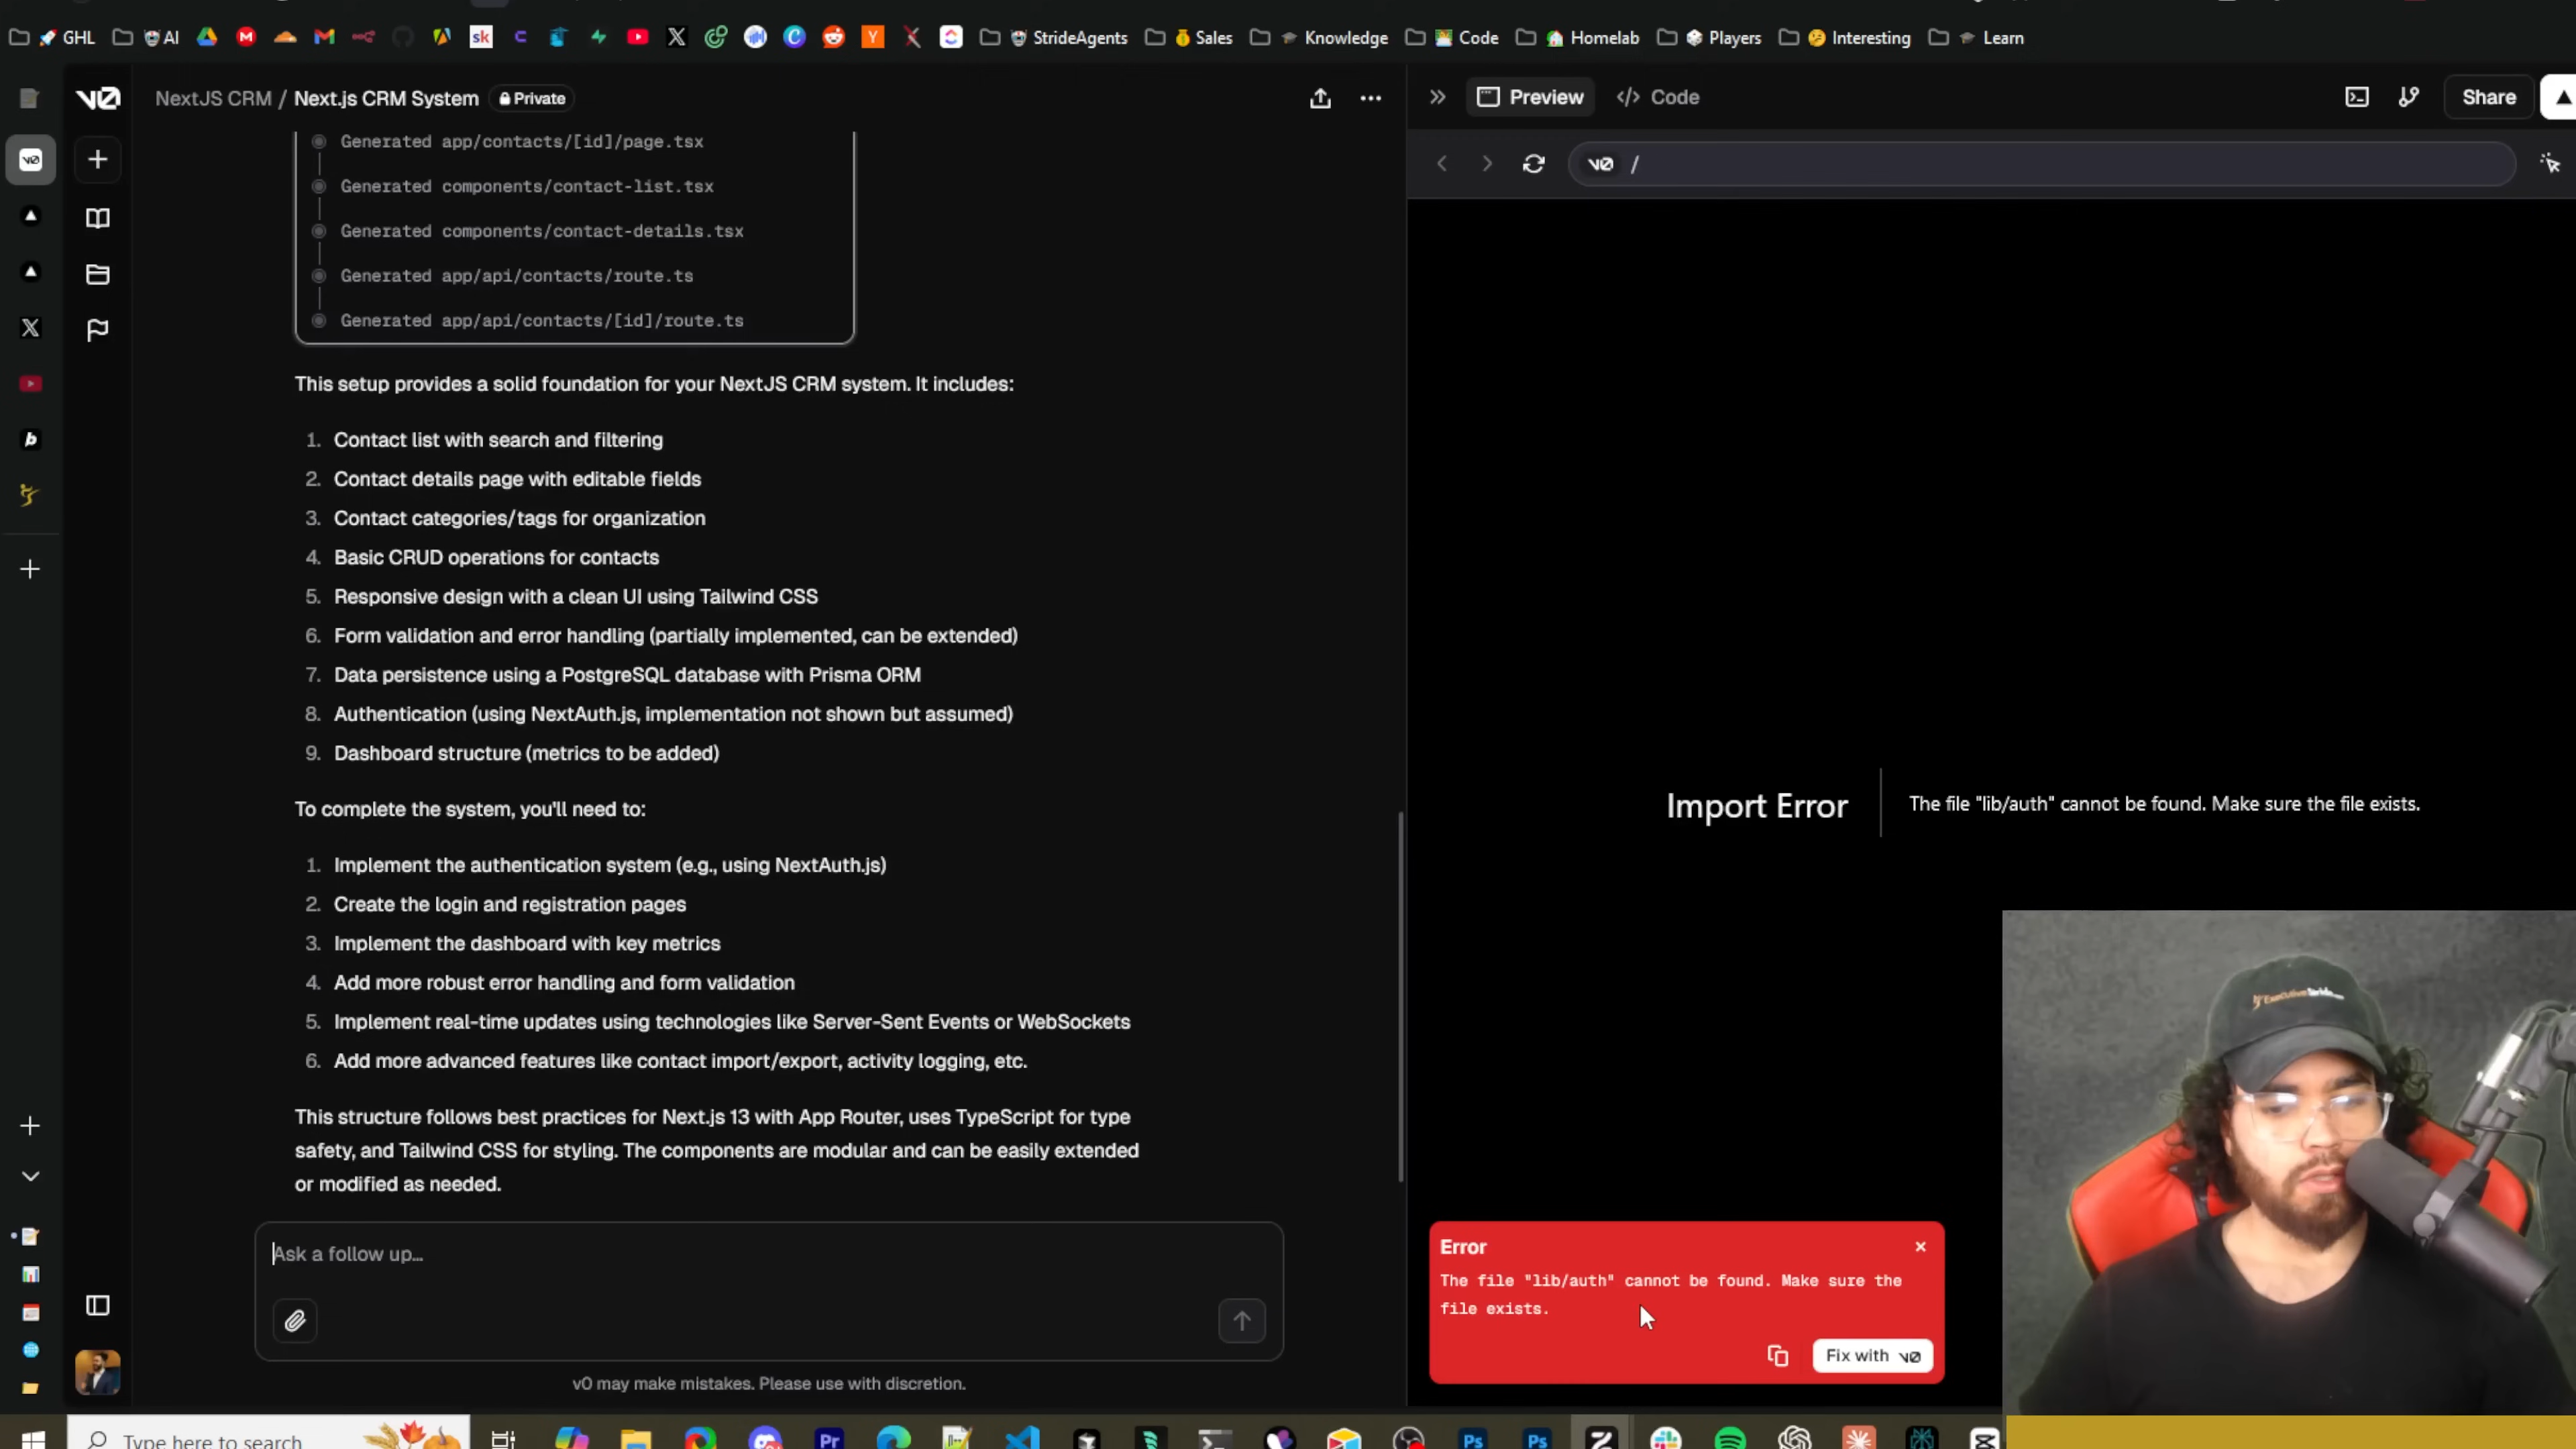 GHL
AI
sk
StrideAgents
Sales
Knowledge
Code
Homelab
Players
Interesting
Learn
v0
NextJS CRM / Next.js CRM System
Private
Preview
Code
Share
v0 /
Generated app/contacts/[id]/page.tsx
Generated components/contact-list.tsx
Generated components/contact-details.tsx
Generated app/api/contacts/route.ts
Generated app/api/contacts/[id]/route.ts
This setup provides a solid foundation for your NextJS CRM system. It includes:
1. Contact list with search and filtering
2. Contact details page with editable fields
3. Contact categories/tags for organization
4. Basic CRUD operations for contacts
5. Responsive design with a clean UI using Tailwind CSS
6. Form validation and error handling (partially implemented, can be extended)
7. Data persistence using a PostgreSQL database with Prisma ORM
8. Authentication (using NextAuth.js, implementation not shown but assumed)
9. Dashboard structure (metrics to be added)
To complete the system, you'll need to:
1. Implement the authentication system (e.g., using NextAuth.js)
2. Create the login and registration pages
3. Implement the dashboard with key metrics
4. Add more robust error handling and form validation
5. Implement real-time updates using technologies like Server-Sent Events or WebSockets
6. Add more advanced features like contact import/export, activity logging, etc.
This structure follows best practices for Next.js 13 with App Router, uses TypeScript for type
safety, and Tailwind CSS for styling. The components are modular and can be easily extended
or modified as needed.
Ask a follow up...
v0 may make mistakes. Please use with discretion.
Import Error
The file "lib/auth" cannot be found. Make sure the file exists.
Error
The file "lib/auth" cannot be found. Make sure the
file exists.
Fix with v0
Type here to search
Pr
Ps
Ps